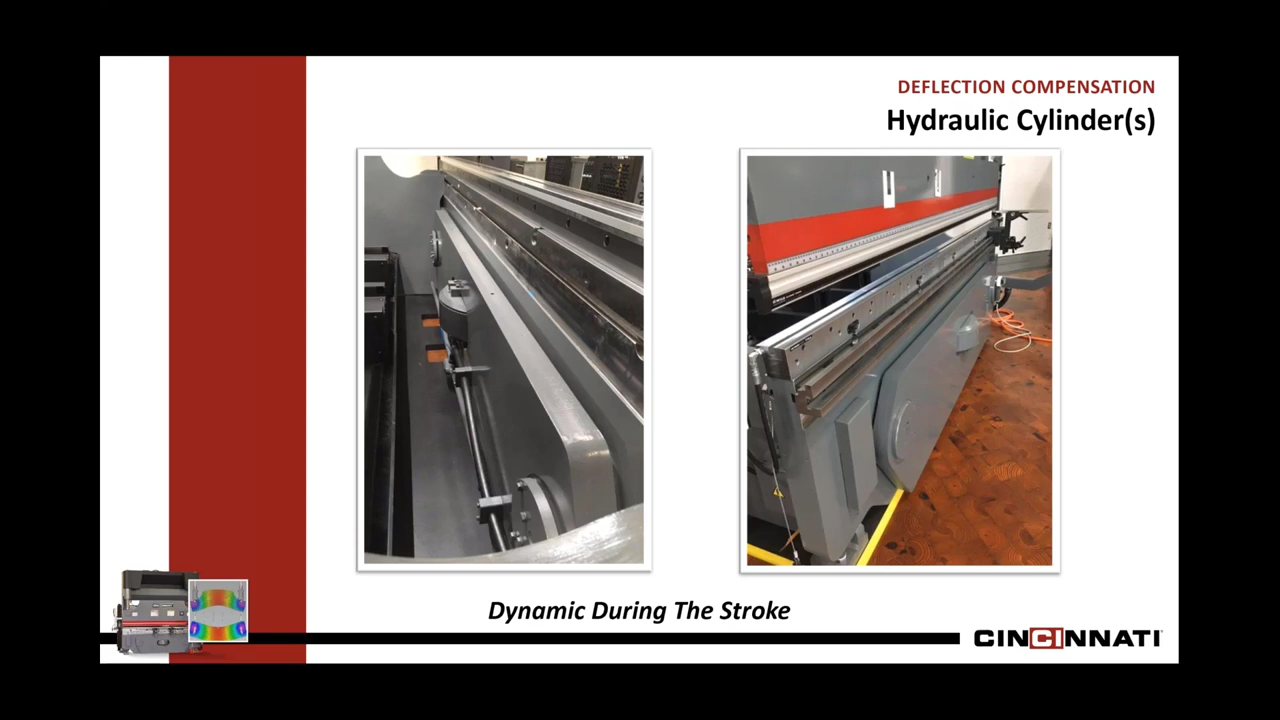 DEFLECTION COMPENSATION
Hydraulic Cylinder(s)
Dynamic During The Stroke
CINCINNATI